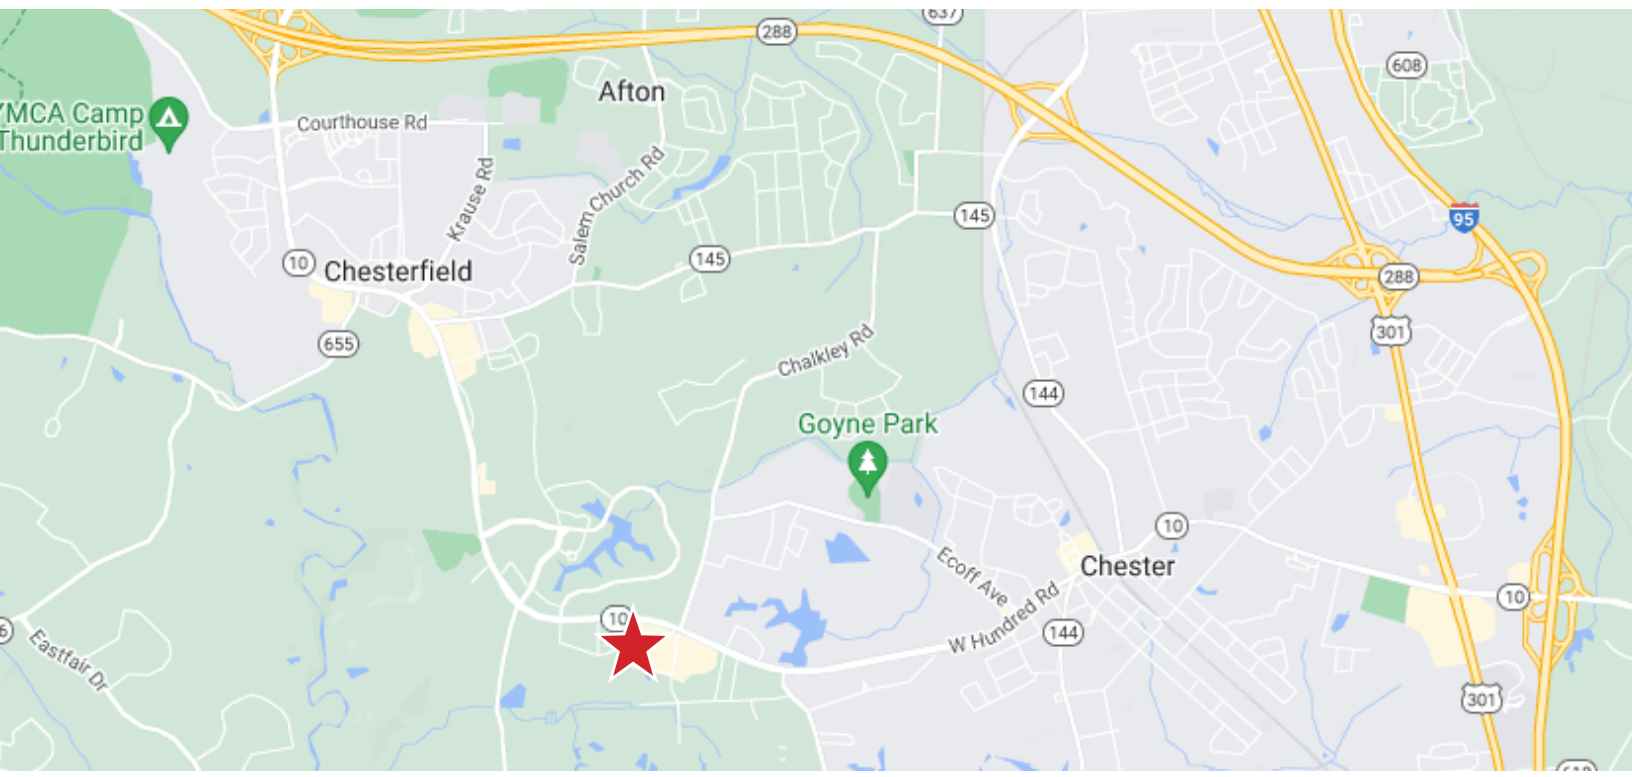 637
288
608
Afton
YMCA Camp
Thunderbird
Courthouse Rd
Krause Rd
Salem Church Rd
145
95
145
10
Chesterfield
288
301
655
Chalkley Rd
144
Goyne Park
10
Ecoff Ave
Chester
10
10
W Hundred Rd
144
Eastfair Dr
301